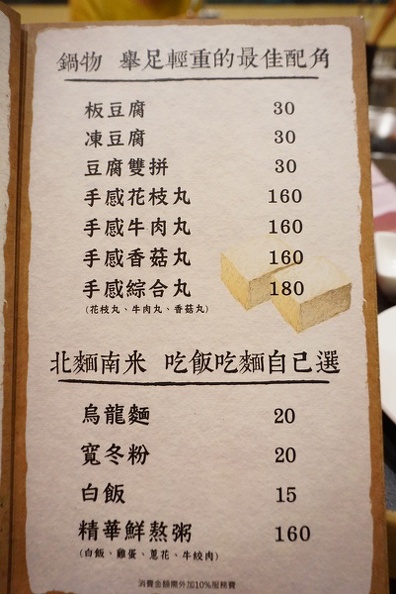 鍋物 舉足輕重的最佳配角
板豆腐 30
凍豆腐 30
豆腐雙拼 30
手感花枝丸 160
手感牛肉丸 160
手感香菇丸 160
手感綜合丸 180
(花枝丸、牛肉丸、香菇丸)
北麵南米 吃飯吃麵自己選
烏龍麵 20
寬冬粉 20
白飯 15
精華鮮熬粥 160
(白飯、雞蛋、蔥花、牛絞肉)
消費金額需外加10%服務費